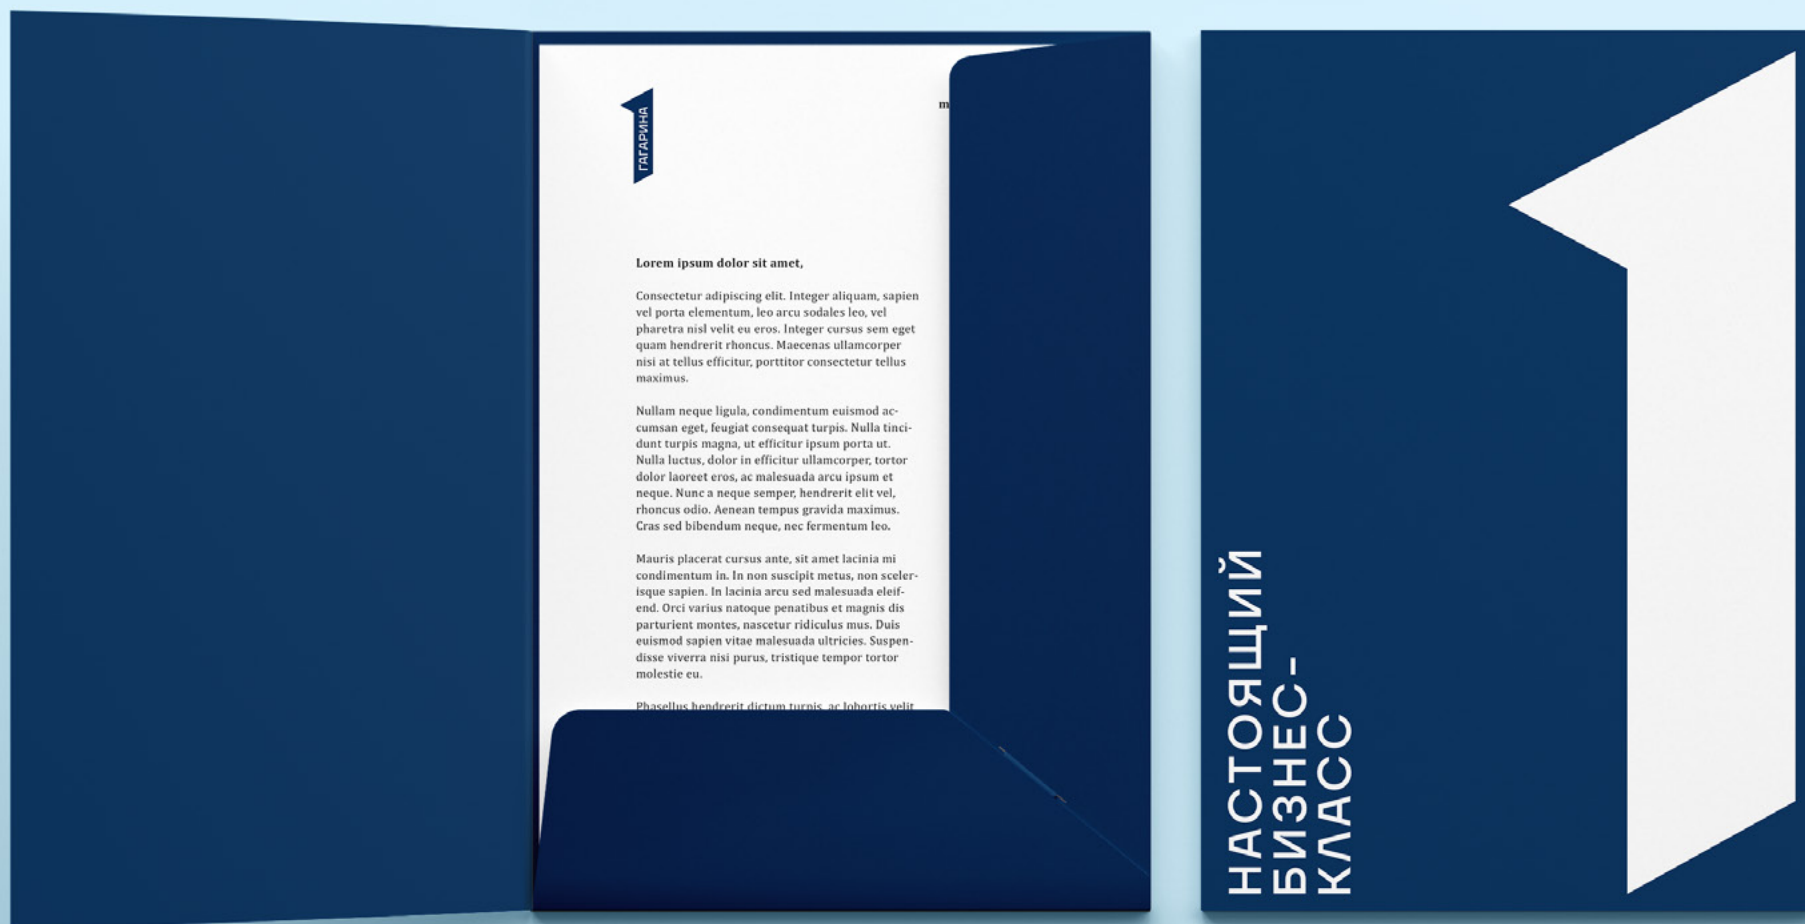 ГАГАРИНА
m
Lorem ipsum dolor sit amet,
Consectetur adipiscing elit. Integer aliquam, sapien
vel porta elementum, leo arcu sodales leo, vel
pharetra nisl velit eu eros. Integer cursus sem eget
quam hendrerit rhoncus. Maecenas ullamcorper
nisi at tellus efficitur, porttitor consectetur tellus
maximus.
Nullam neque ligula, condimentum euismod ac-
cumsan eget, feugiat consequat turpis. Nulla tinci-
dunt turpis magna, ut efficitur ipsum porta ut.
Nulla luctus, dolor in efficitur ullamcorper, tortor
dolor laoreet eros, ac malesuada arcu ipsum et
neque. Nunc a neque semper, hendrerit elit vel,
rhoncus odio. Aenean tempus gravida maximus.
Cras sed bibendum neque, nec fermentum leo.
Mauris placerat cursus ante, sit amet lacinia mi
condimentum in. In non suscipit metus, non sceler-
isque sapien. In lacinia arcu sed malesuada eleif-
end. Orci varius natoque penatibus et magnis dis
parturient montes, nascetur ridiculus mus. Duis
euismod sapien vitae malesuada ultricies. Suspen-
disse viverra nisi purus, tristique tempor tortor
molestie eu.
Phasellus hendrerit dictum turpis, ac lobortis velit
НАСТОЯЩИЙ
БИЗНЕС-
КЛАСС